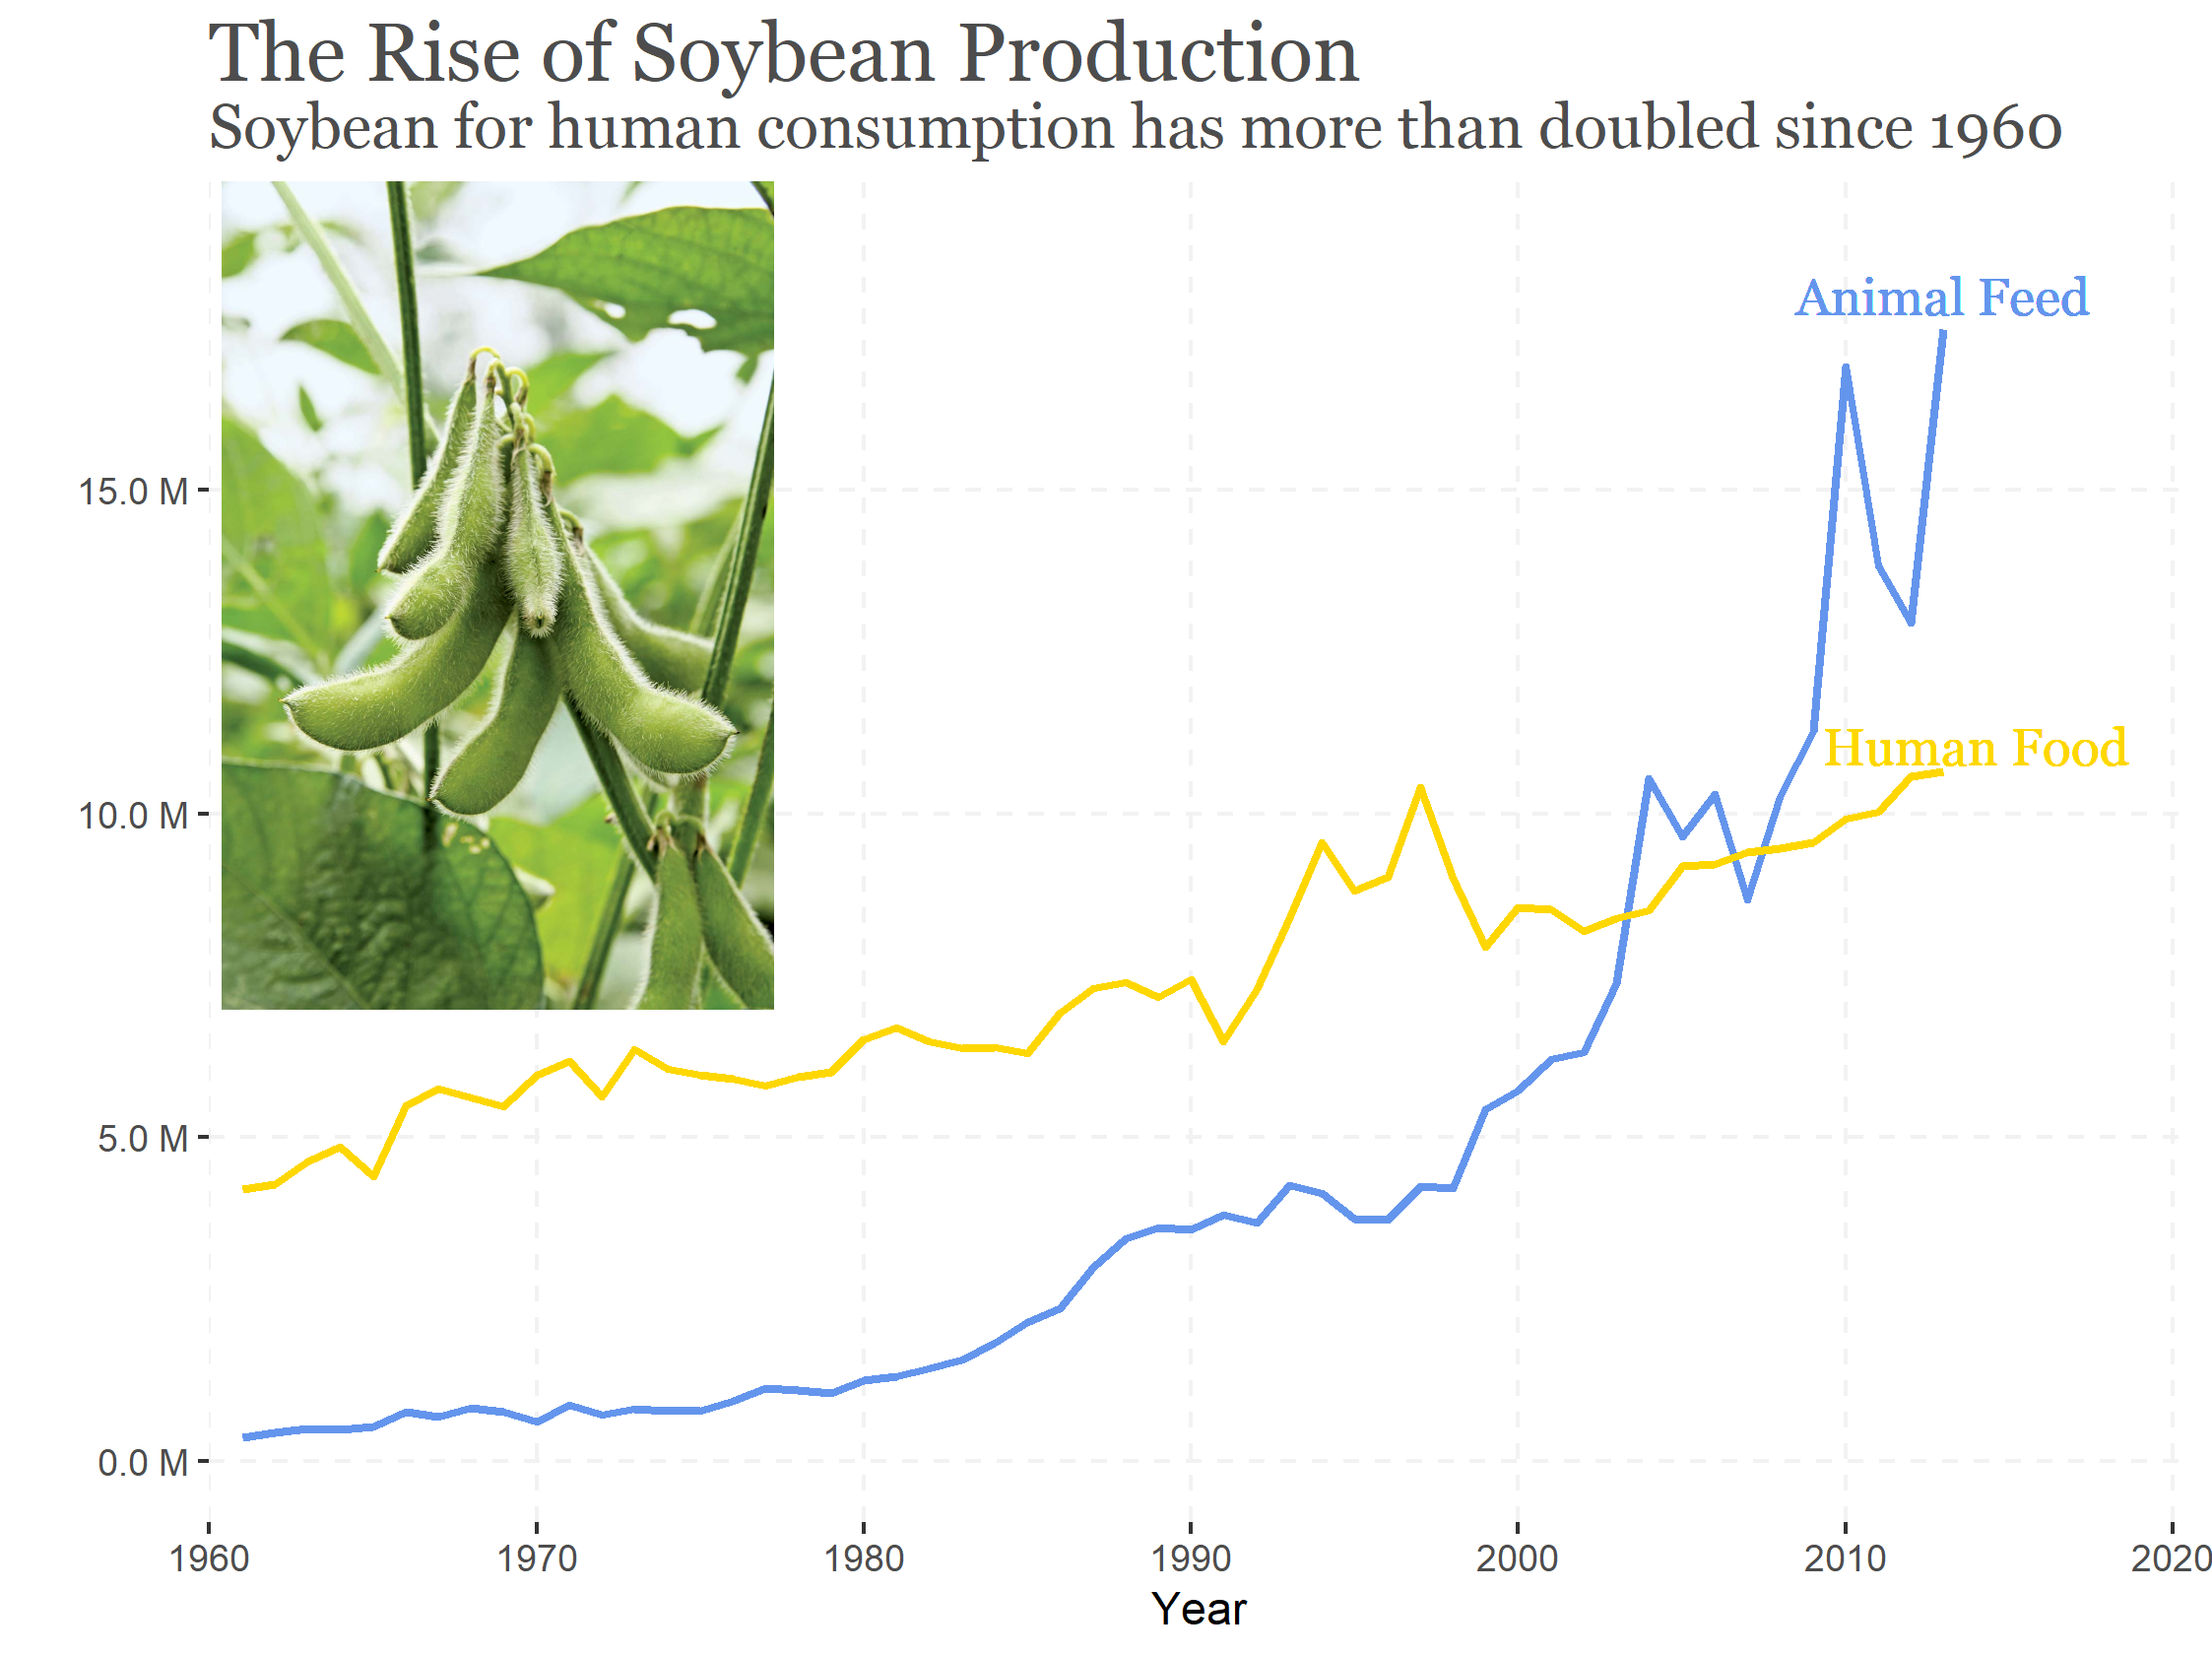 The Rise of Soybean Production
Soybean for human consumption has more than doubled since 1960
Animal Feed
15.0 M
Human Food
10.0 M
5.0 M
0.0 M
1960 1970 1980 1990 2000 2010 2020
Year